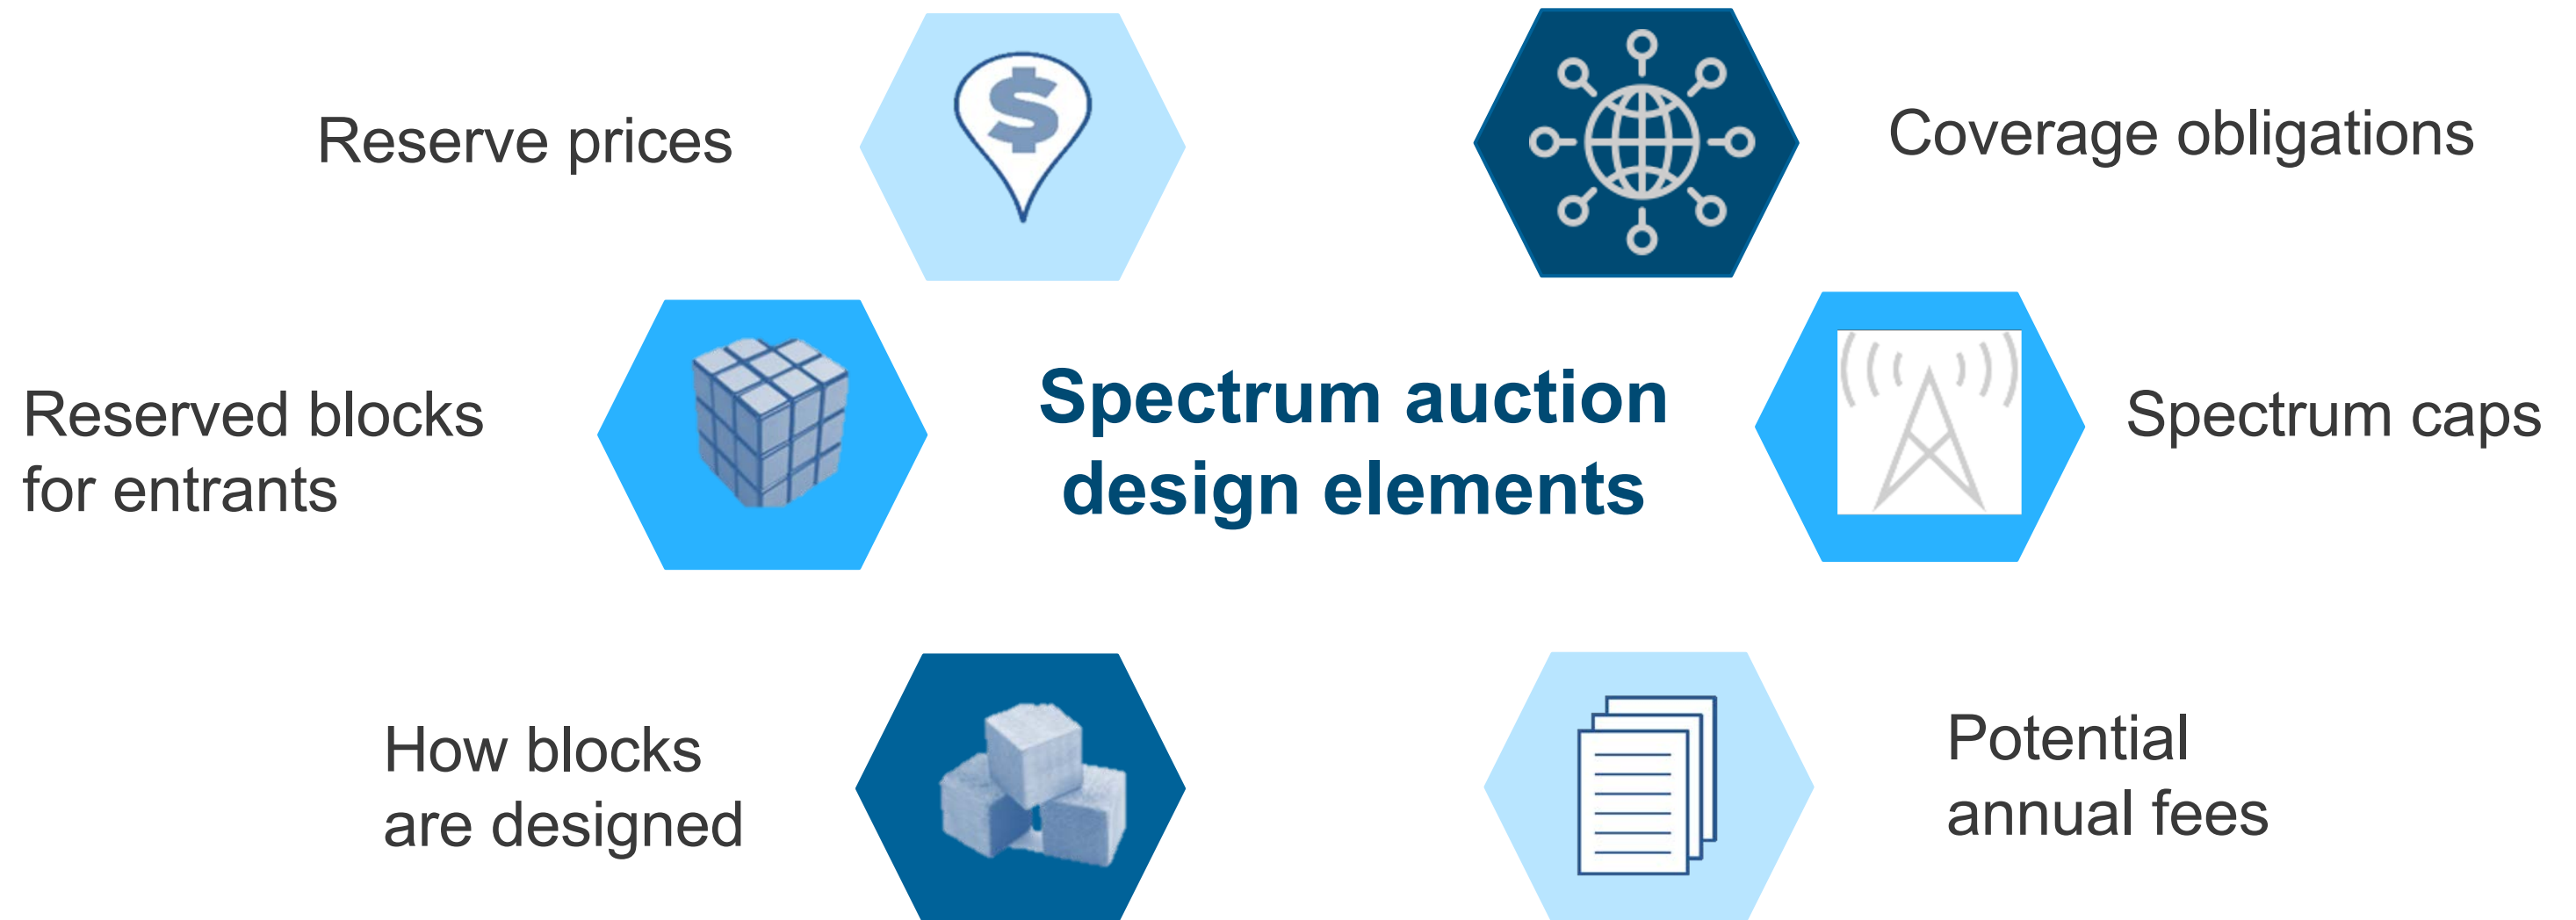 Reserve prices
Coverage obligations
Reserved blocks
for entrants
Spectrum auction
design elements
Spectrum caps
How blocks
are designed
Potential
annual fees
$